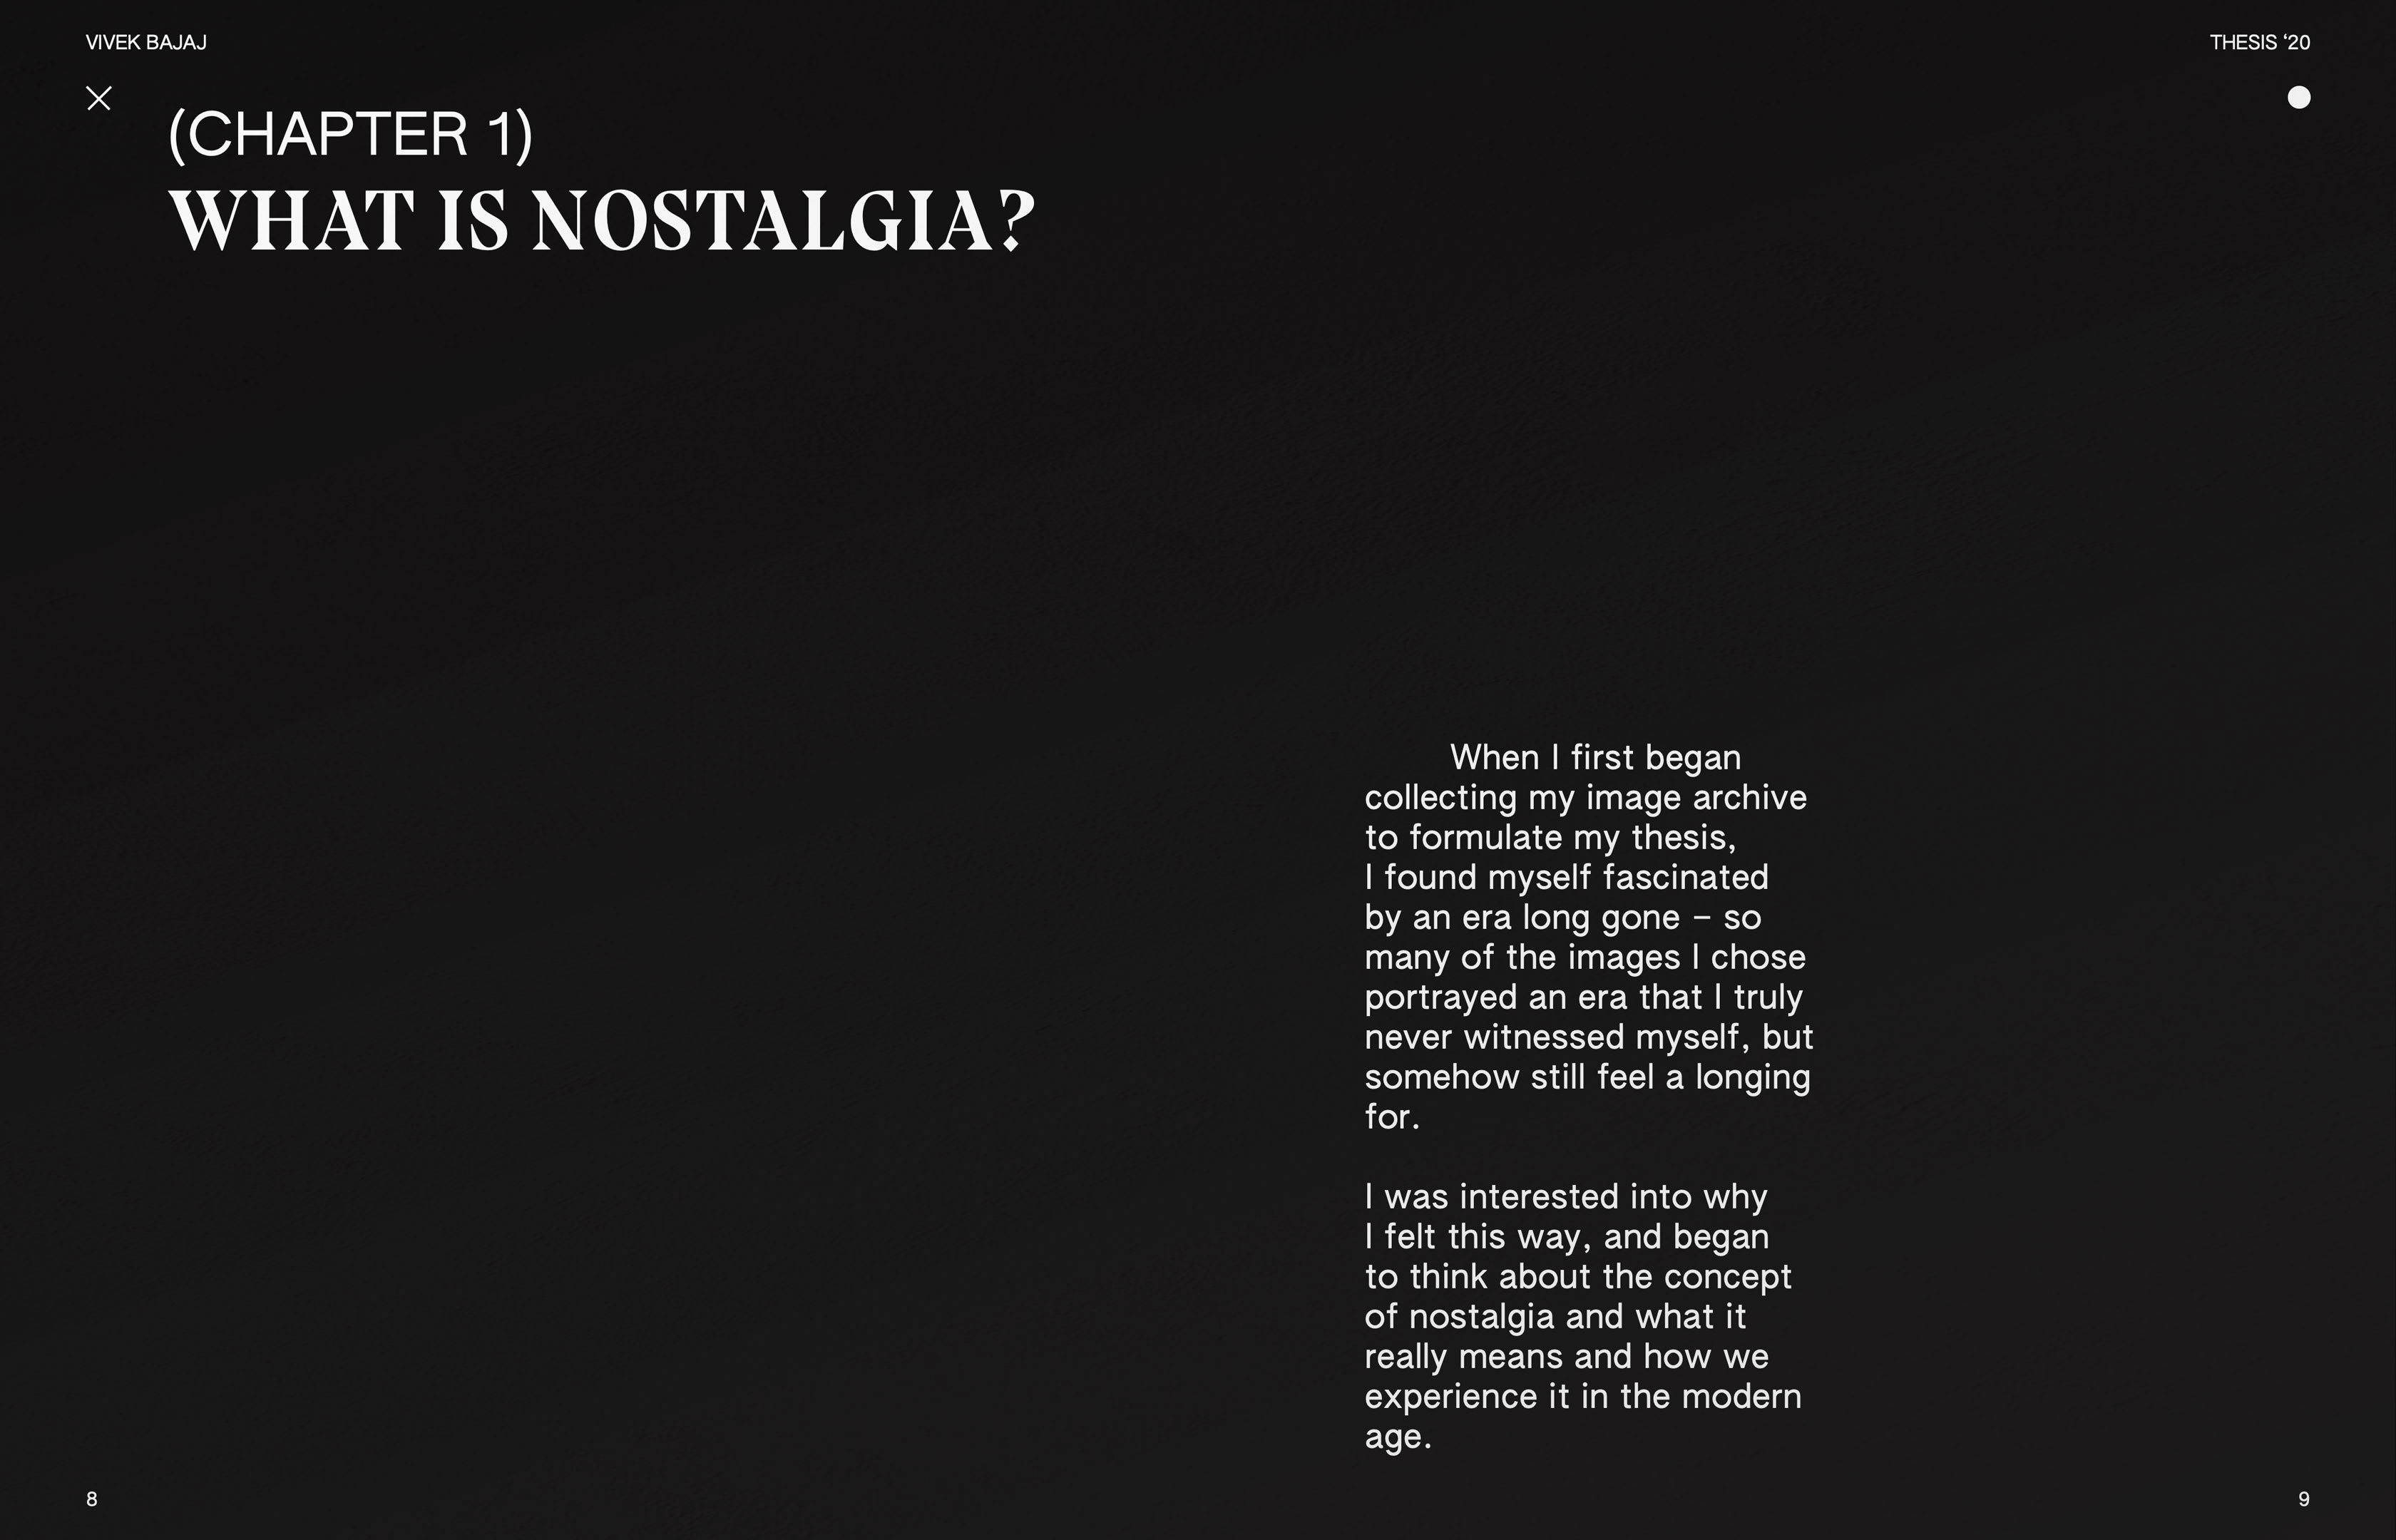 VIVEK BAJAJ
THESIS ‘20
(CHAPTER 1)
WHAT IS NOSTALGIA?
When I first began
collecting my image archive
to formulate my thesis,
I found myself fascinated
by an era long gone – so
many of the images I chose
portrayed an era that I truly
never witnessed myself, but
somehow still feel a longing
for.
I was interested into why
I felt this way, and began
to think about the concept
of nostalgia and what it
really means and how we
experience it in the modern
age.
8
9